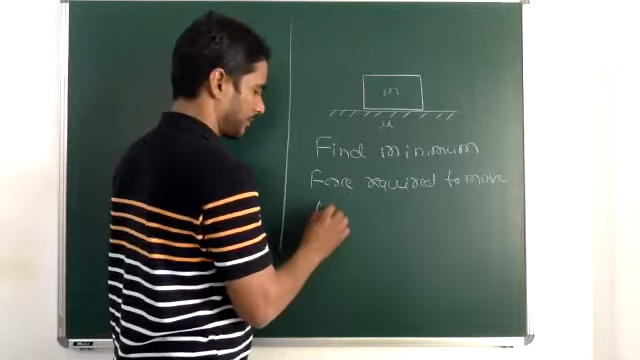 m
μ
Find minimum
Force required to move